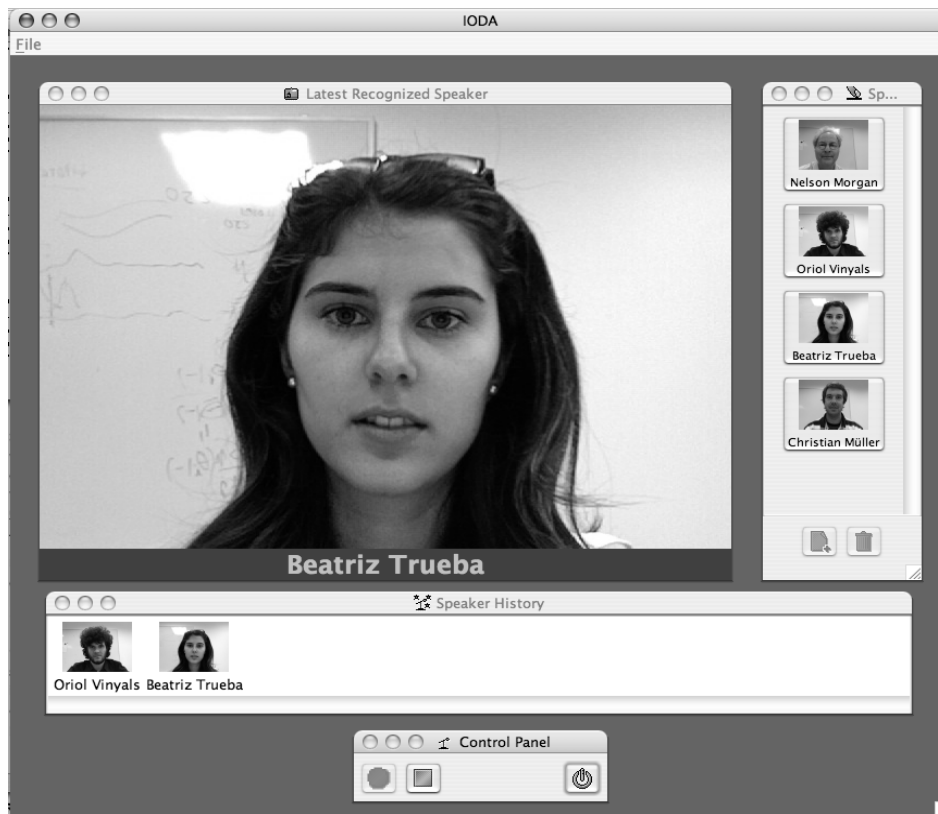 IODA
File
Latest Recognized Speaker
Sp...
Nelson Morgan
Oriol Vinyals
Beatriz Trueba
Christian Müller
Beatriz Trueba
Speaker History
Oriol Vinyals
Beatriz Trueba
Control Panel